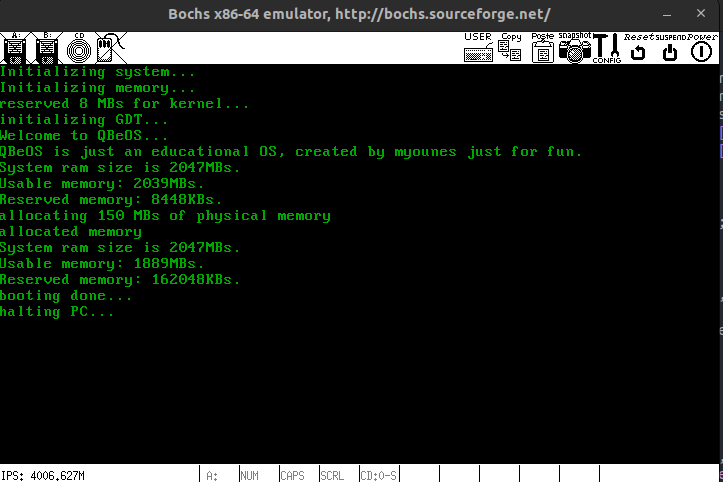 Bochs x86-64 emulator, http://bochs.sourceforge.net/
A: B: CD USER Copy Paste snapshot CONFIG Reset SUSPEND Power
Initializing system...
Initializing memory...
reserved 8 MBs for kernel...
initializing GDT...
Welcome to QBeOS...
QBeOS is just an educational OS, created by myounes just for fun.
System ram size is 2047MBs.
Usable memory: 2039MBs.
Reserved memory: 8448KBs.
allocating 150 MBs of physical memory
allocated memory
System ram size is 2047MBs.
Usable memory: 1889MBs.
Reserved memory: 162048KBs.
booting done...
halting PC...
IPS: 4006.627M A: NUM CAPS SCRL CD:0-S